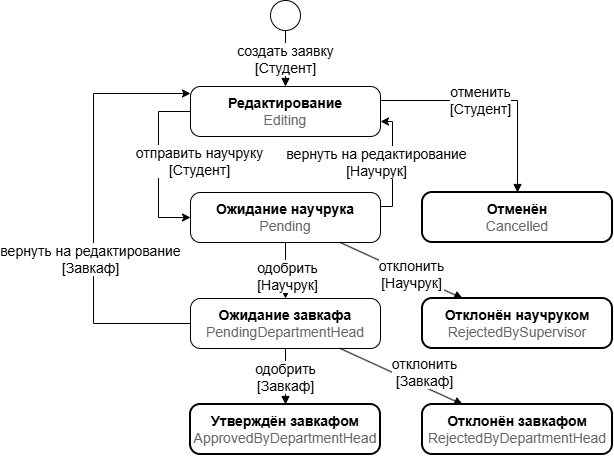 создать заявку
[Студент]
Редактирование
Editing
отменить
[Студент]
отправить научруку
[Студент]
вернуть на редактирование
[Научрук]
Ожидание научрука
Pending
Отменён
Cancelled
вернуть на редактирование
[Завкаф]
одобрить
[Научрук]
отклонить
[Научрук]
Ожидание завкафа
PendingDepartmentHead
Отклонён научруком
RejectedBySupervisor
одобрить
[Завкаф]
отклонить
[Завкаф]
Утверждён завкафом
ApprovedByDepartmentHead
Отклонён завкафом
RejectedByDepartmentHead